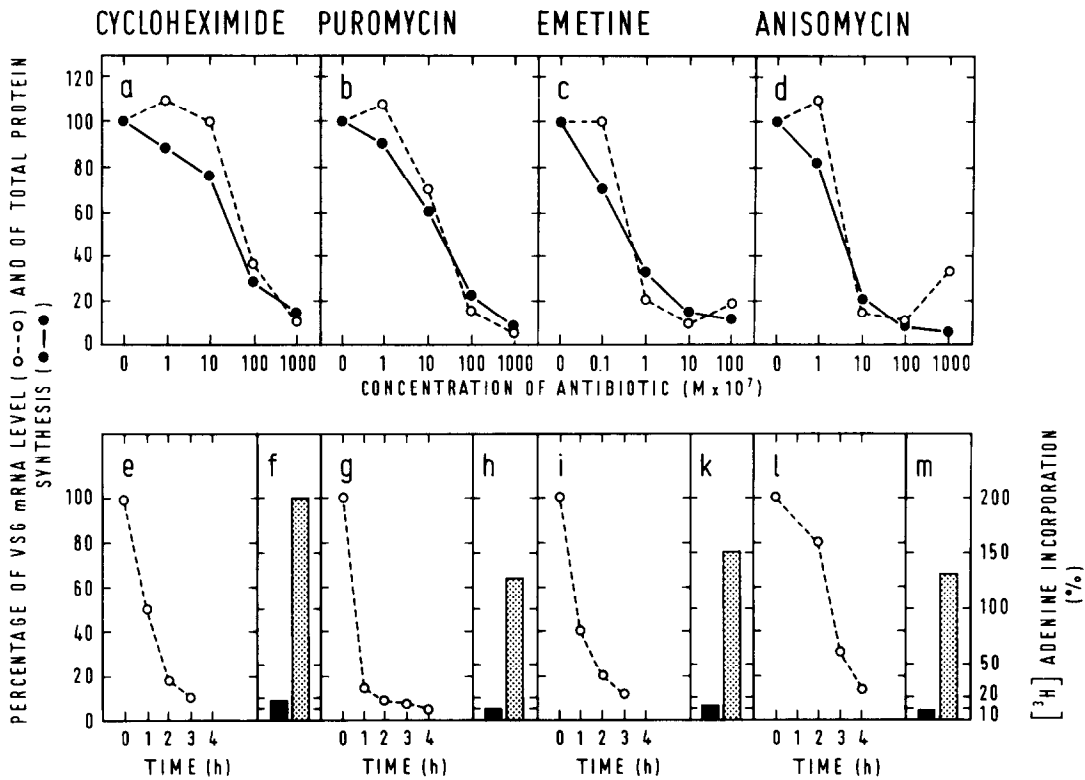 CYCLOHEXIMIDE PUROMYCIN EMETINE ANISOMYCIN
PERCENTAGE OF VSG mRNA LEVEL (o--o) AND OF TOTAL PROTEIN
SYNTHESIS (●—●)
a b c d
120
100
80
60
40
20
0
0 1 10 100 1000 0 1 10 100 1000 0 0.1 1 10 100 0 1 10 100 1000
CONCENTRATION OF ANTIBIOTIC (M x 10⁷)
e f g h i k l m
100
80
60
40
20
0
200
150
100
50
20
10
[³H] ADENINE INCORPORATION
(%)
0 1 2 3 4 0 1 2 3 4 0 1 2 3 4 0 1 2 3 4
TIME (h) TIME (h) TIME (h) TIME (h)